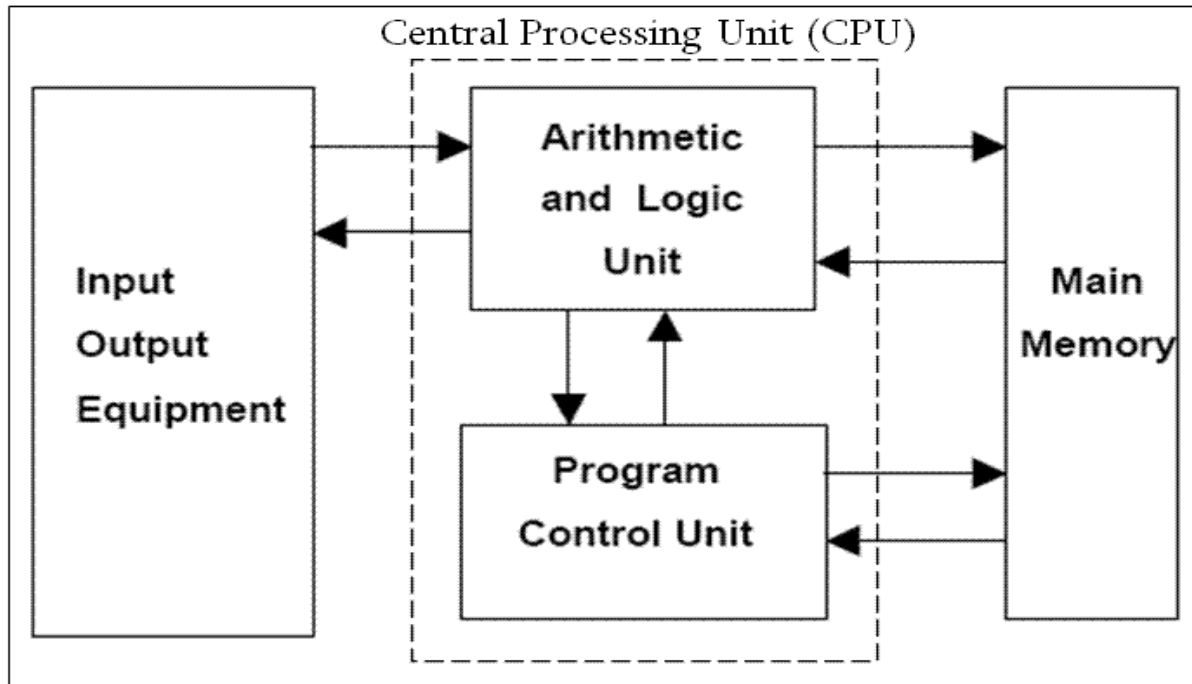 Central Processing Unit (CPU)
Input
Output
Equipment
Arithmetic
and Logic
Unit
Program
Control Unit
Main
Memory